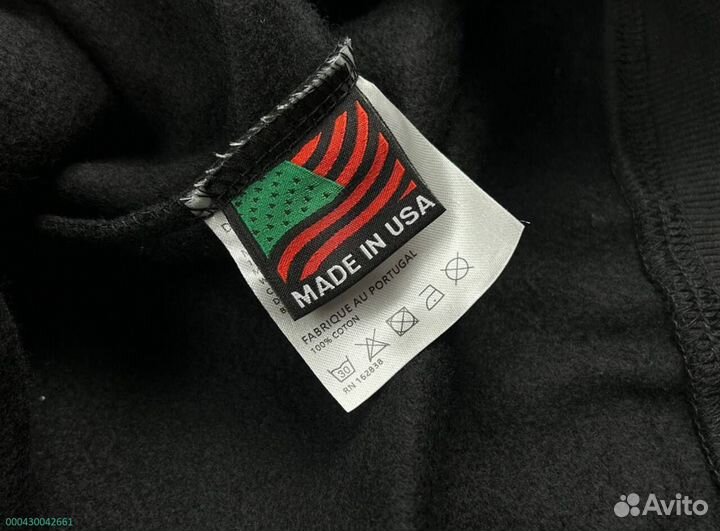 MADE IN USA
FABRIQUE AU PORTUGAL
100% COTON
30
RN 152838
000430042661
Avito